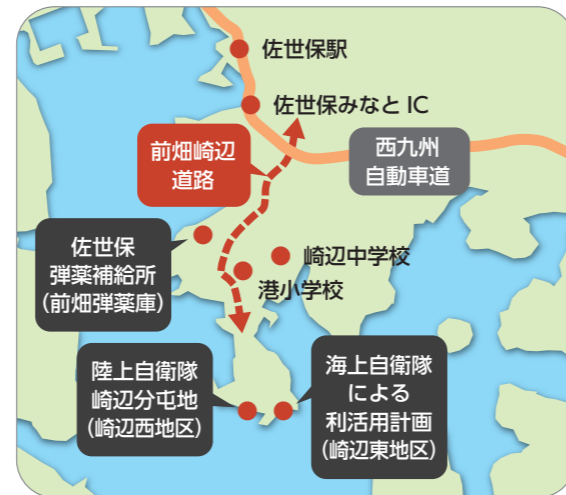 佐世保駅
佐世保みなとIC
前畑崎辺
道路
西九州
自動車道
佐世保
弾薬補給所
(前畑弾薬庫)
崎辺中学校
港小学校
陸上自衛隊
崎辺分屯地
(崎辺西地区)
海上自衛隊
による
利活用計画
(崎辺東地区)